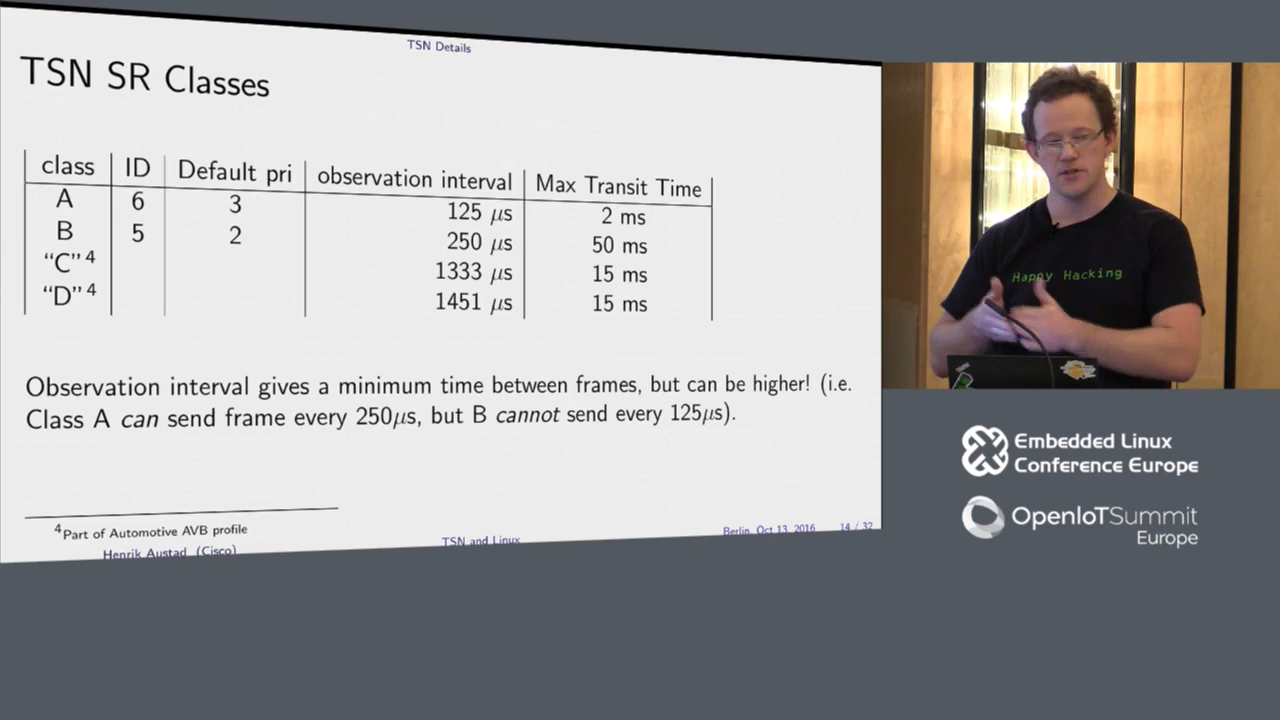 TSN Details
TSN SR Classes
class ID Default pri observation interval Max Transit Time
A 6 3 125 µs 2 ms
B 5 2 250 µs 50 ms
“C” 4 1333 µs 15 ms
“D” 4 1451 µs 15 ms
Observation interval gives a minimum time between frames, but can be higher! (i.e.
Class A can send frame every 250µs, but B cannot send every 125µs).
4 Part of Automotive AVB profile
Henrik Austad (Cisco) TSN and Linux Berlin, Oct 13, 2016 14 / 32
Happy Hacking
Embedded Linux
Conference Europe
OpenIoTSummit
Europe